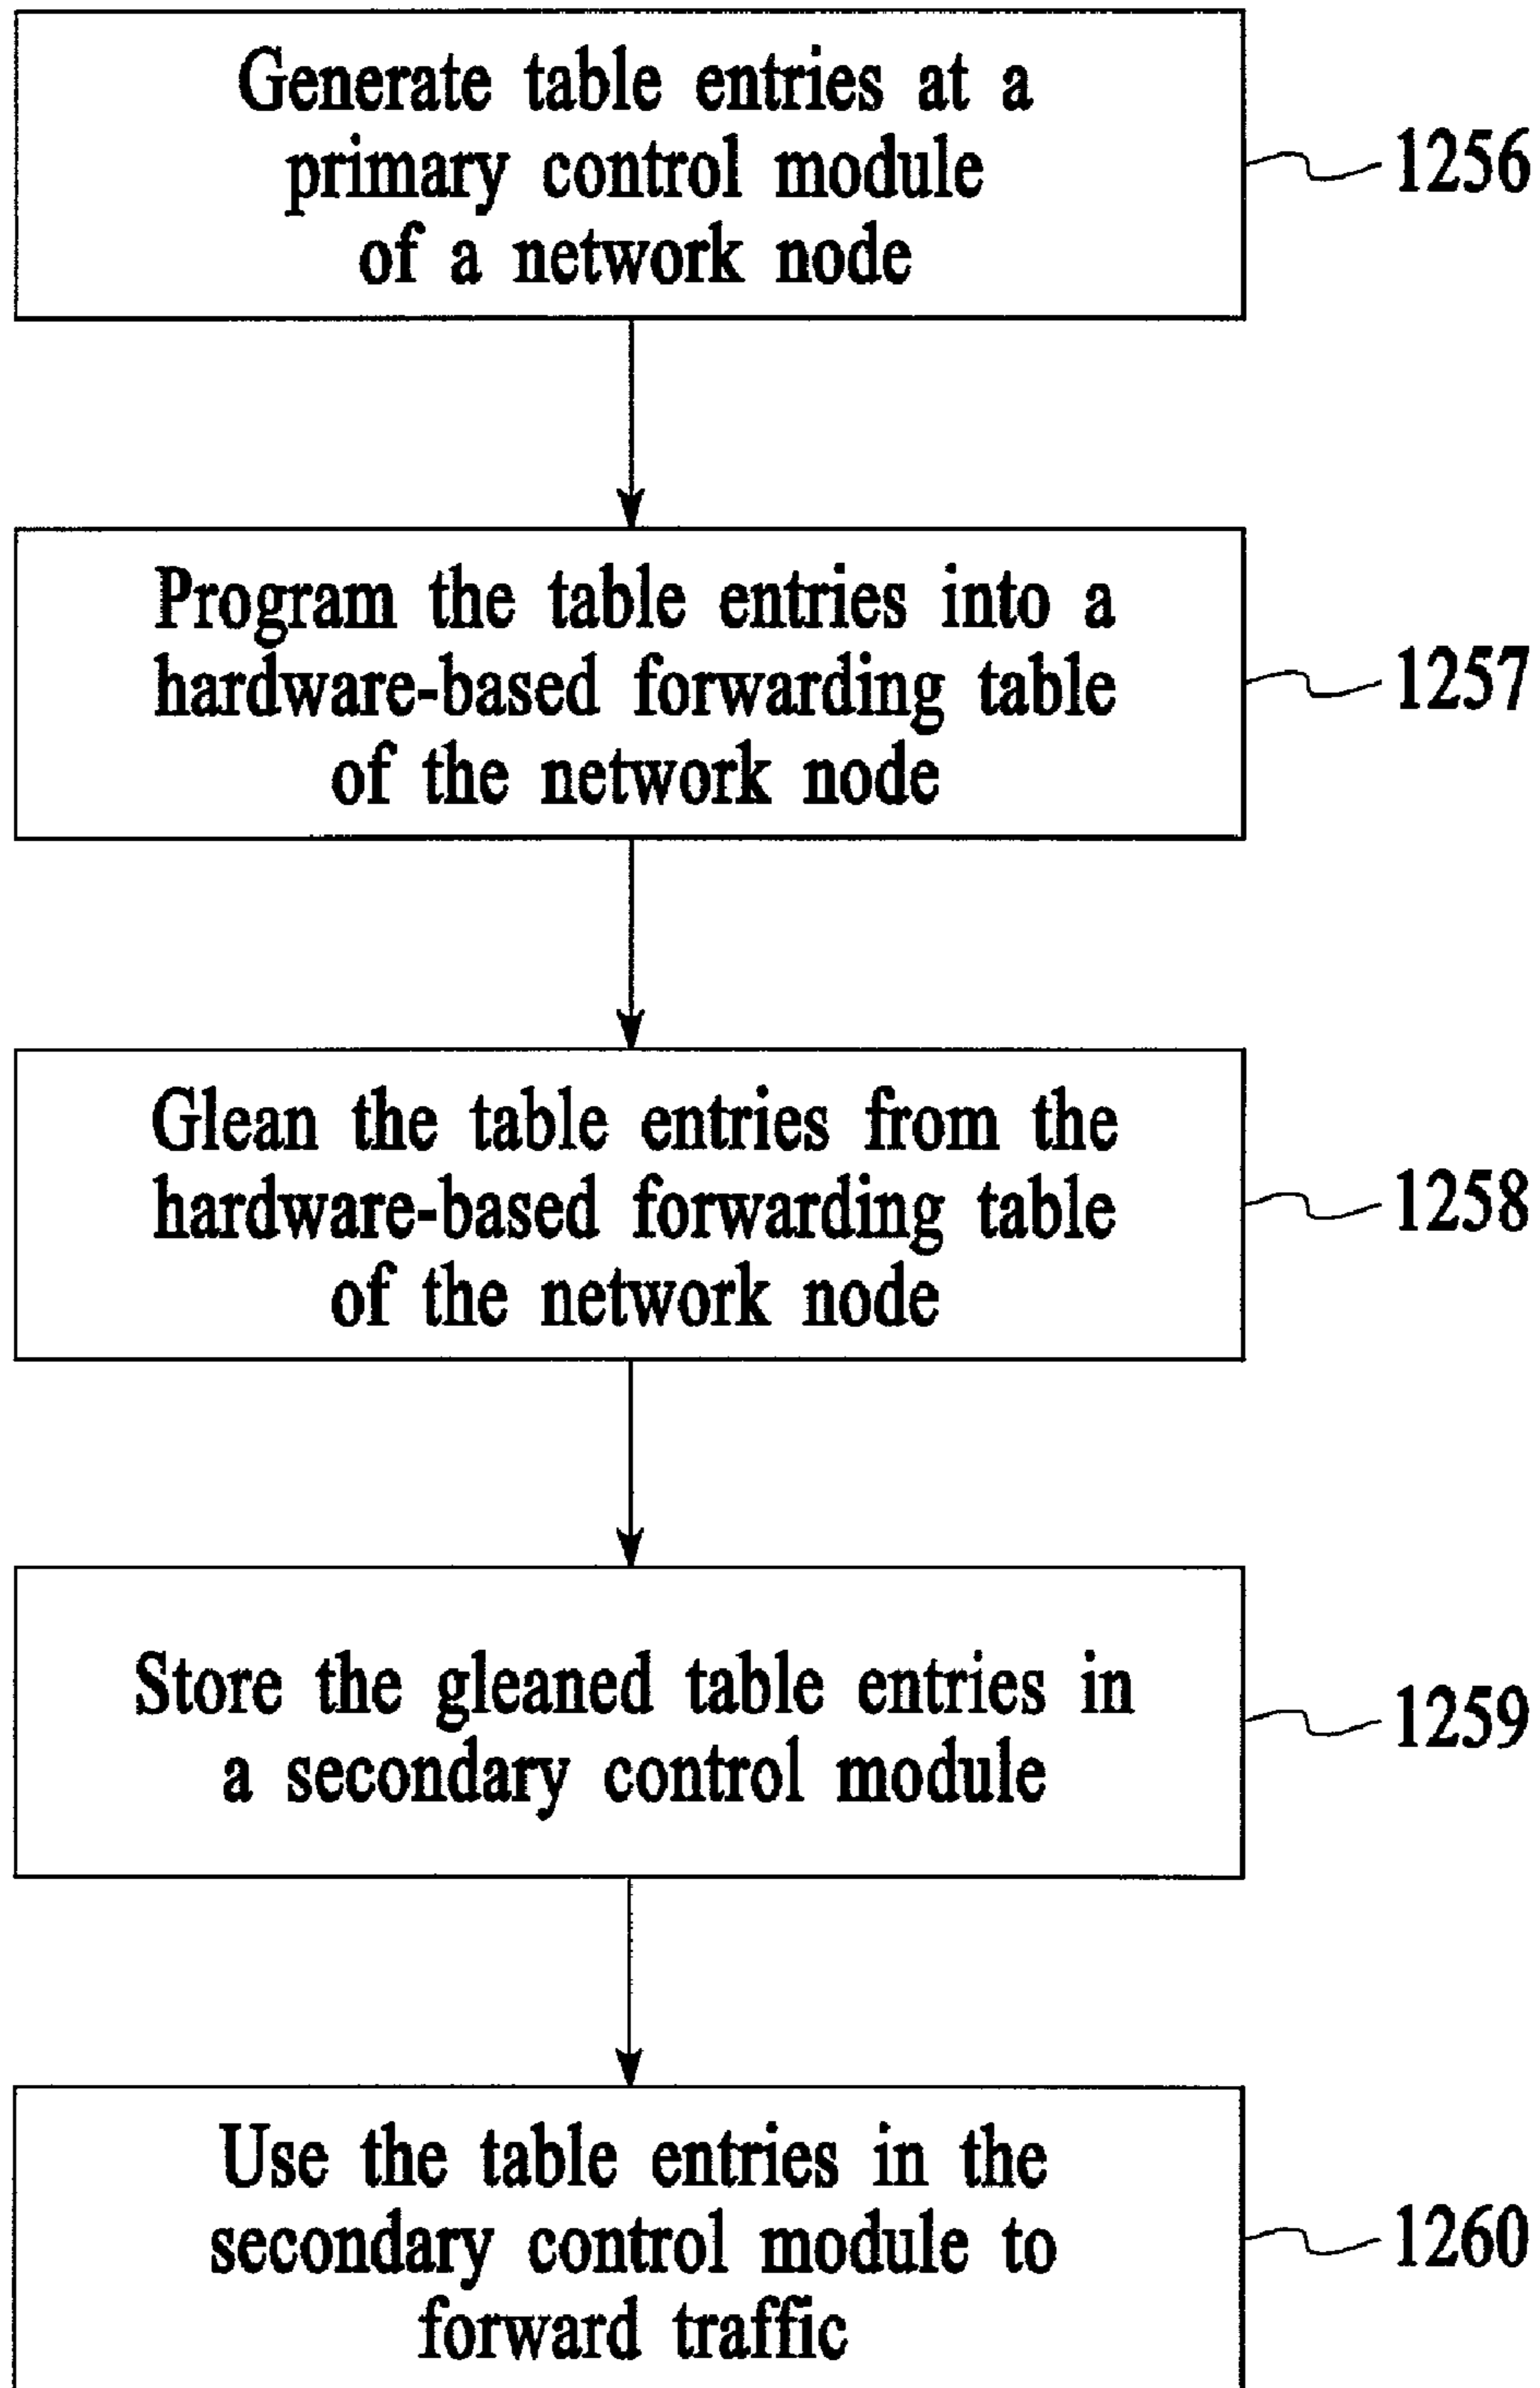 Generate table entries at a
primary control module
of a network node
1256
Program the table entries into a
hardware-based forwarding table
of the network node
1257
Glean the table entries from the
hardware-based forwarding table
of the network node
1258
Store the gleaned table entries in
a secondary control module
1259
Use the table entries in the
secondary control module to
forward traffic
1260